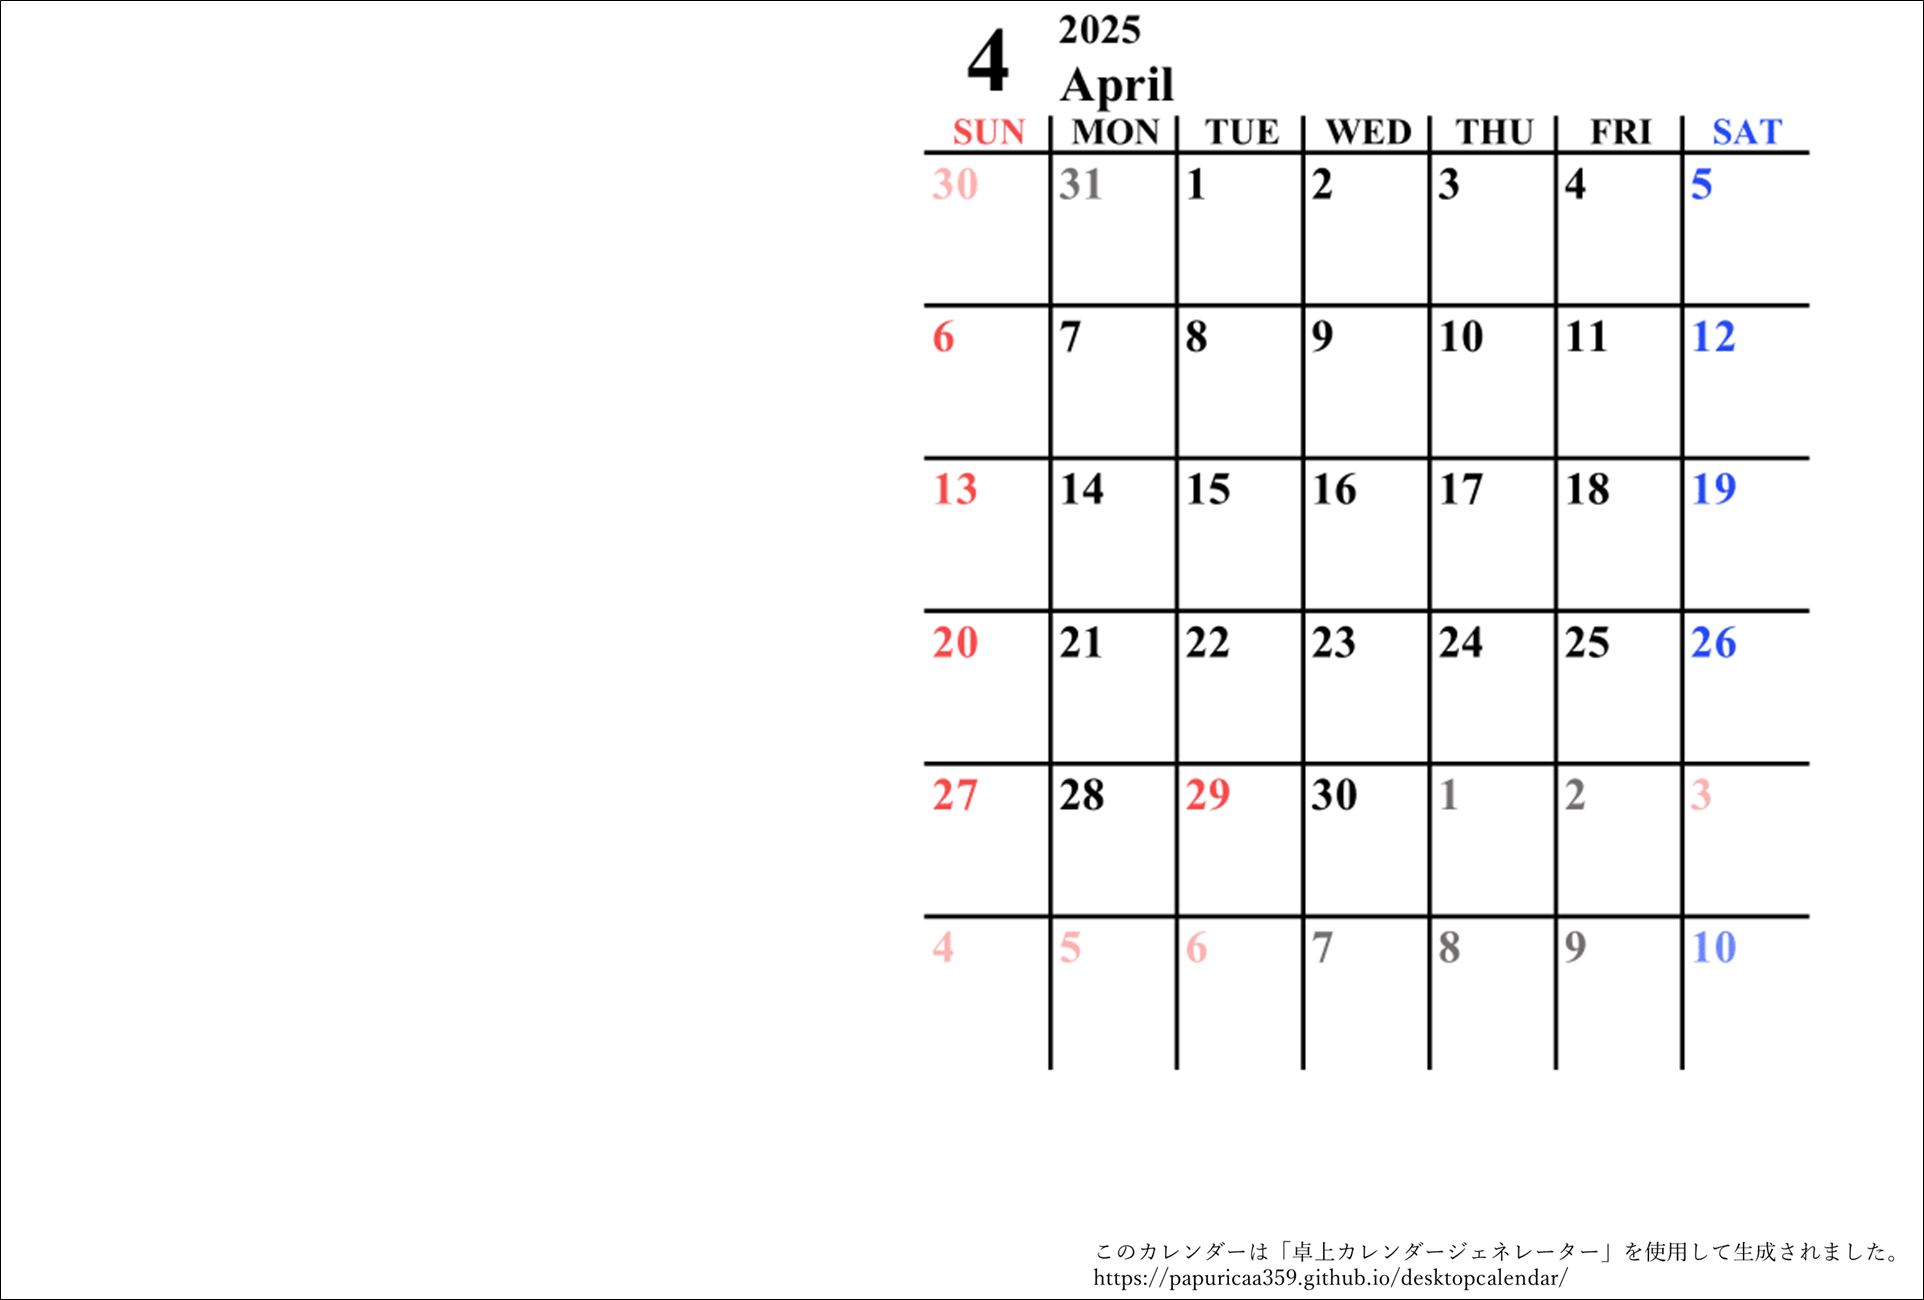 4
2025
April
SUN MON TUE WED THU FRI SAT
30 31 1 2 3 4 5
6 7 8 9 10 11 12
13 14 15 16 17 18 19
20 21 22 23 24 25 26
27 28 29 30 1 2 3
4 5 6 7 8 9 10
このカレンダーは「卓上カレンダージェネレーター」を使用して生成されました。
https://papuricaa359.github.io/desktopcalendar/